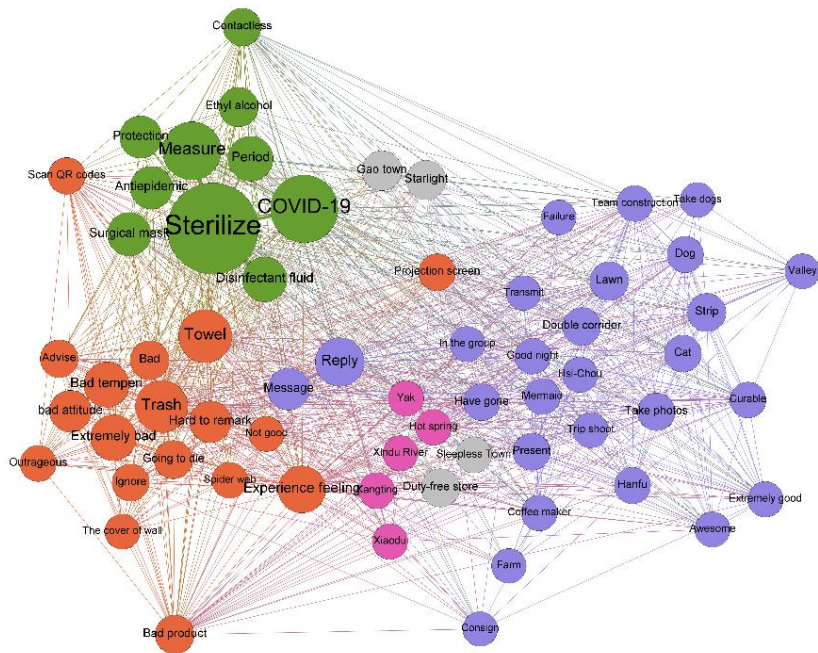 Contactless
Ethyl alcohol
Protection
Measure
Period
Scan QR codes
Antiepidemic
Gao town
Starlight
COVID-19
Sterilize
Surgical mask
Disinfectant fluid
Projection screen
Team construction
Take dogs
Failure
Dog
Valley
Lawn
Transmit
Strip
Double corridor
Towel
In the group
Good night
Cat
Advise
Bad
Reply
Hsi-Chou
Bad temper
Message
Yak
Have gone
Mermaid
Curable
Trash
bad attitude
Take photos
Hard to remark
Hot spring
Not good
Trip shoot
Extremely bad
Xindu River
Sleepless Town
Present
Outrageous
Going to die
Ignore
Spider web
Experience feeling
Xangting
Duty-free store
Hanfu
Extremely good
Coffee maker
The cover of wall
Awesome
Xiaodu
Farm
Bad product
Consign